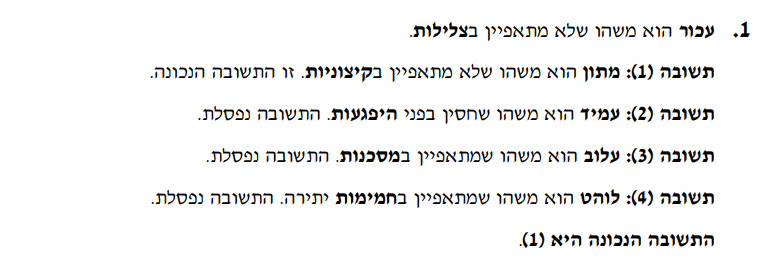 1. עכור הוא משהו שלא מתאפיין בצלילות.
תשובה (1): מתון הוא משהו שלא מתאפיין בקיצוניות. זו התשובה הנכונה.
תשובה (2): עמיד הוא משהו שחסין בפני היפגעות. התשובה נפסלת.
תשובה (3): עלוב הוא משהו שמתאפיין במסכנות. התשובה נפסלת.
תשובה (4): לוהט הוא משהו שמתאפיין בחמימות יתירה. התשובה נפסלת.
התשובה הנכונה היא (1).